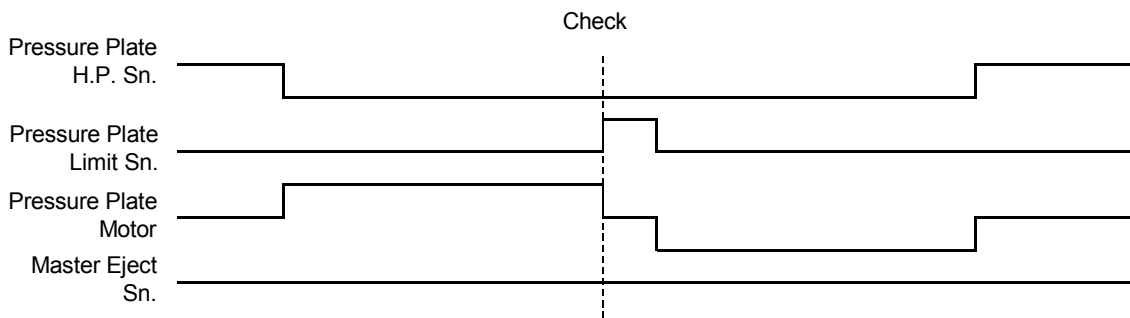 Check
Pressure Plate
H.P. Sn.
Pressure Plate
Limit Sn.
Pressure Plate
Motor
Master Eject
Sn.